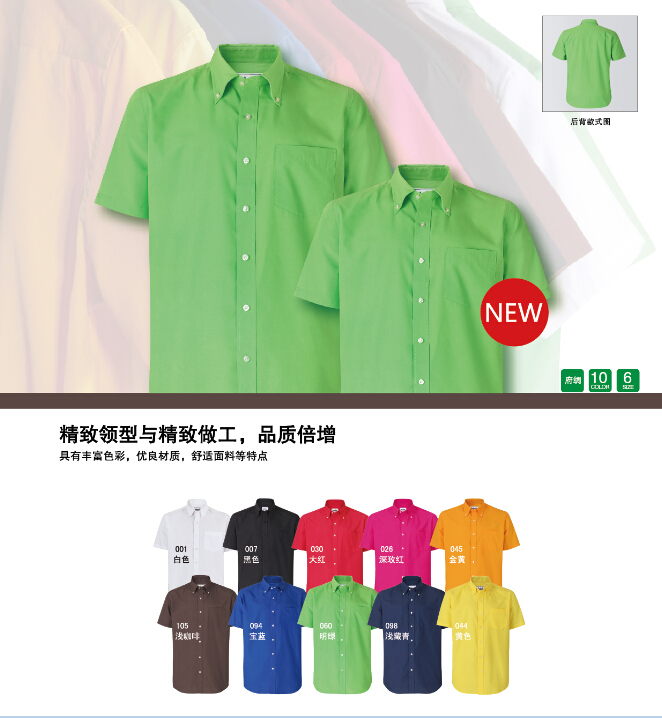 后背款式图
NEW
府绸
10
COLOR
6
SIZE
精致领型与精致做工，品质倍增
具有丰富色彩，优良材质，舒适面料等特点
001
白色
007
黑色
030
大红
026
深玫红
045
金黄
105
浅咖啡
094
宝蓝
060
明绿
098
浅藏青
044
黄色